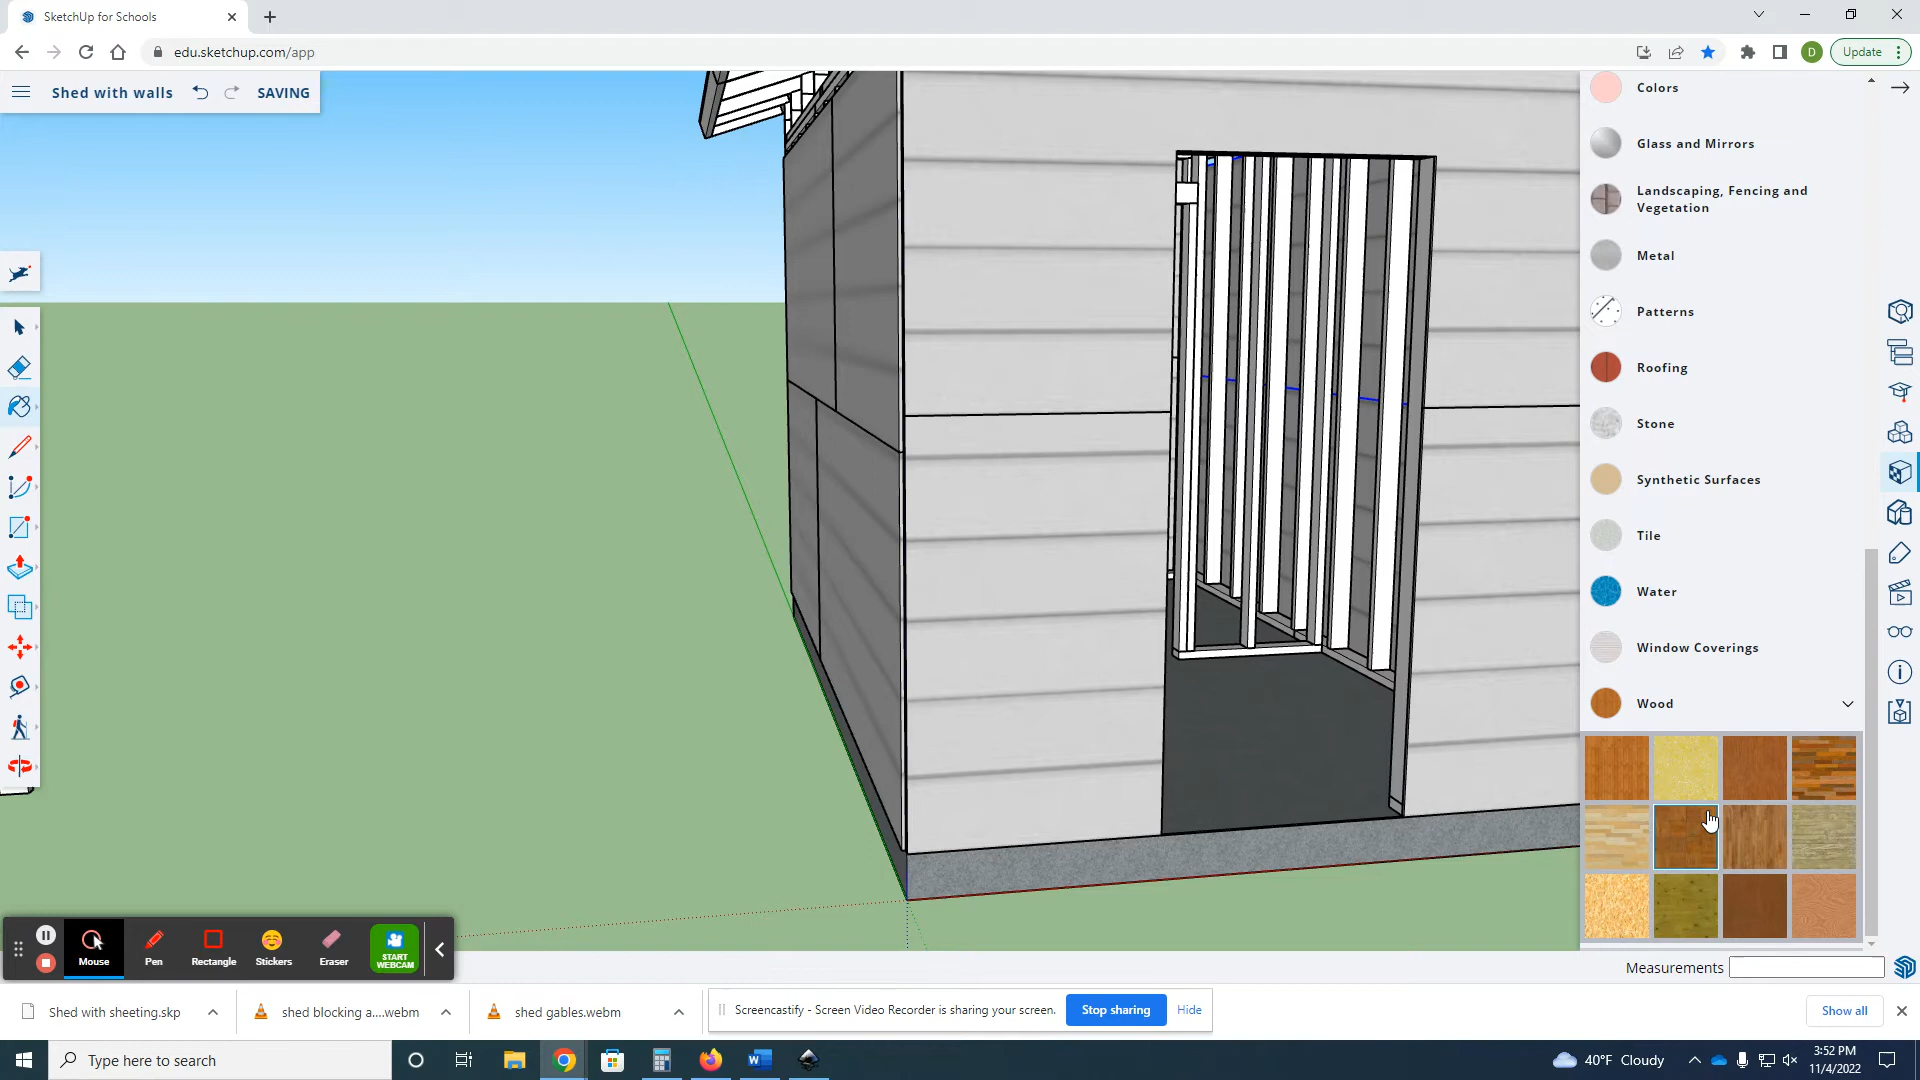 SketchUp for Schools
edu.sketchup.com/app
D
Update
Shed with walls
SAVING
Colors
Glass and Mirrors
Landscaping, Fencing and
Vegetation
Metal
Patterns
Roofing
Stone
Synthetic Surfaces
Tile
Water
Window Coverings
Wood
Mouse
Pen
Rectangle
Stickers
Eraser
START
WEBCAM
Measurements
Shed with sheeting.skp
shed blocking a....webm
shed gables.webm
Screencastify - Screen Video Recorder is sharing your screen.
Stop sharing
Hide
Show all
Type here to search
40°F Cloudy
3:52 PM
11/4/2022